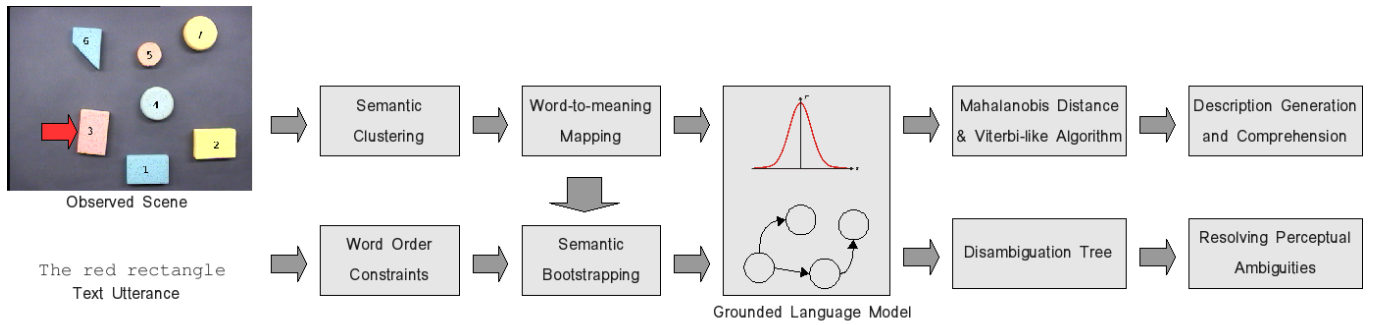 6
5
7
4
3
2
1
Observed Scene
The red rectangle
Text Utterance
Semantic
Clustering
Word-to-meaning
Mapping
Word Order
Constraints
Semantic
Bootstrapping
Grounded Language Model
Mahalanobis Distance
& Viterbi-like Algorithm
Description Generation
and Comprehension
Disambiguation Tree
Resolving Perceptual
Ambiguities